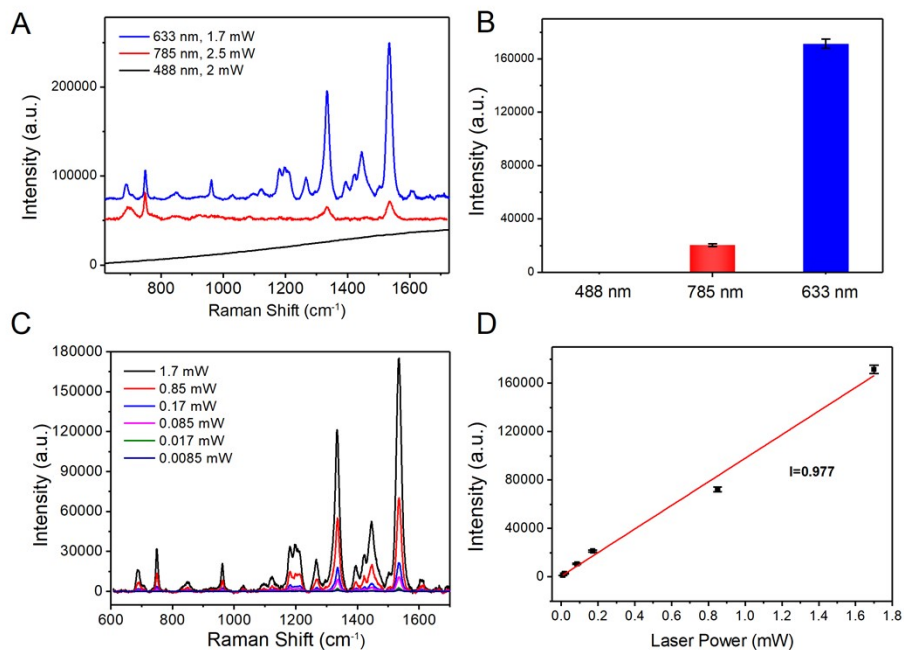 A
633 nm, 1.7 mW
785 nm, 2.5 mW
488 nm, 2 mW
Intensity (a.u.)
200000
100000
0
800 1000 1200 1400 1600
Raman Shift (cm-1)
B
Intensity (a.u.)
160000
120000
80000
40000
0
488 nm 785 nm 633 nm
C
1.7 mW
0.85 mW
0.17 mW
0.085 mW
0.017 mW
0.0085 mW
Intensity (a.u.)
180000
150000
120000
90000
60000
30000
0
600 800 1000 1200 1400 1600
Raman Shift (cm-1)
D
I=0.977
Intensity (a.u.)
160000
120000
80000
40000
0
0.0 0.2 0.4 0.6 0.8 1.0 1.2 1.4 1.6 1.8
Laser Power (mW)